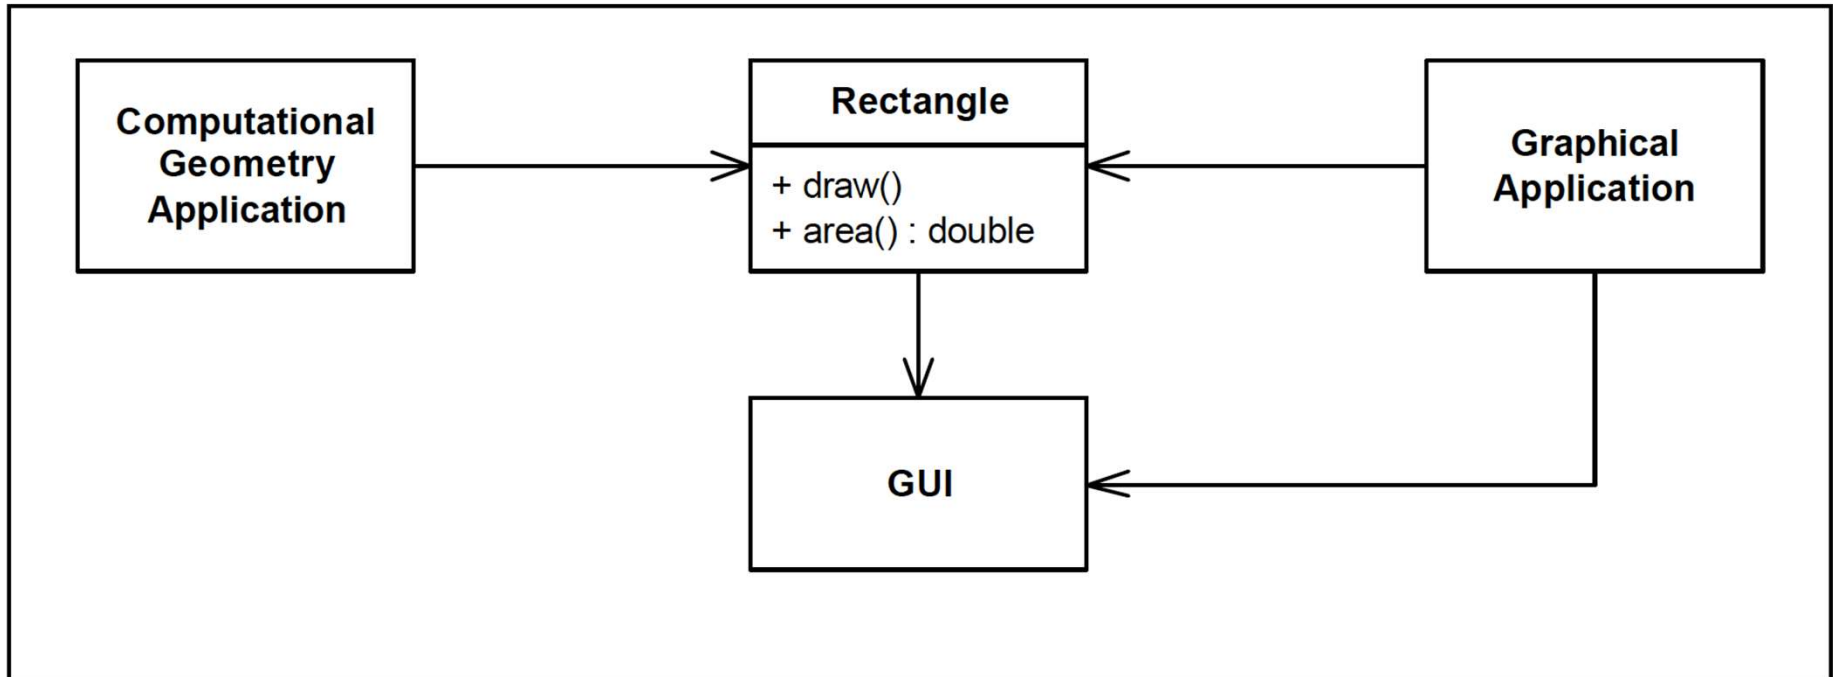 Computational
Geometry
Application
Rectangle
+ draw()
+ area() : double
Graphical
Application
GUI